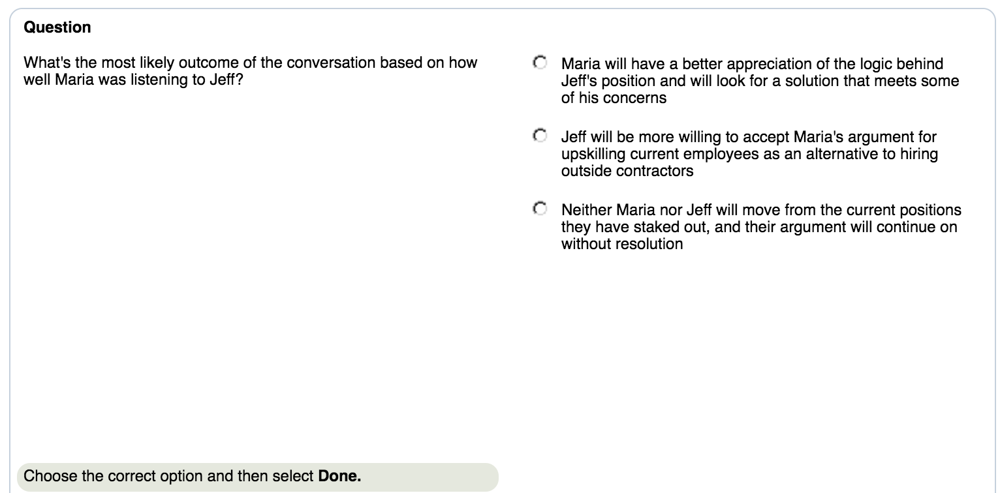 Question
What's the most likely outcome of the conversation based on how
well Maria was listening to Jeff?
Maria will have a better appreciation of the logic behind
Jeff's position and will look for a solution that meets some
of his concerns
Jeff will be more willing to accept Maria's argument for
upskilling current employees as an alternative to hiring
outside contractors
Neither Maria nor Jeff will move from the current positions
they have staked out, and their argument will continue on
without resolution
Choose the correct option and then select Done.